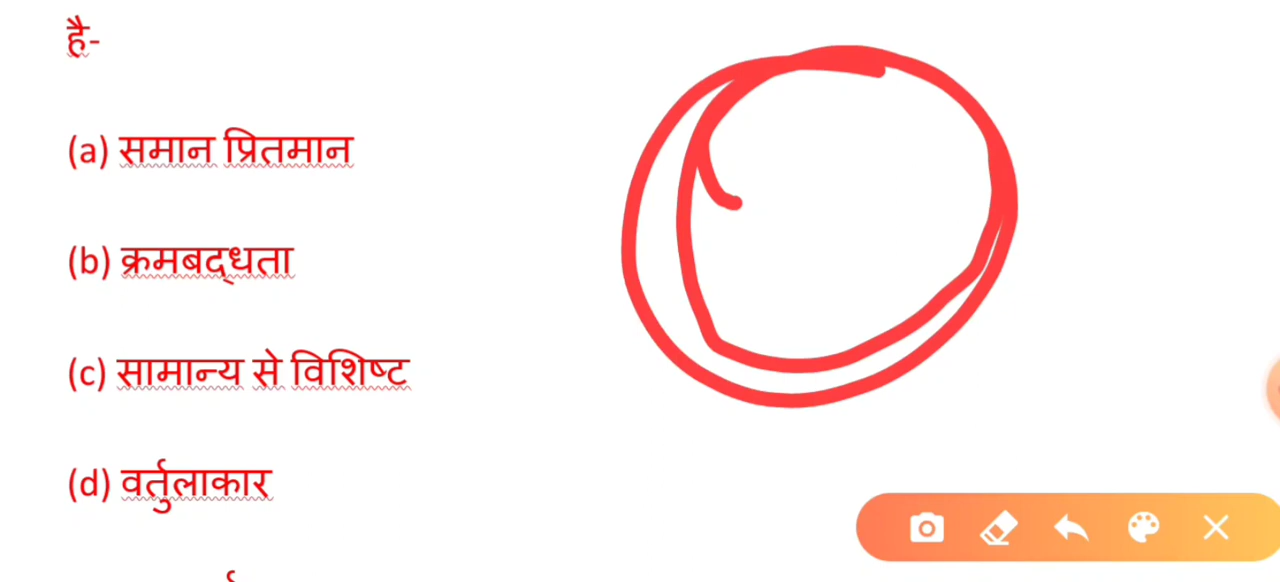 है-
(a) समान प्रितमान
(b) क्रमबद्धता
(c) सामान्य से विशिष्ट
(d) वर्तुलाकार